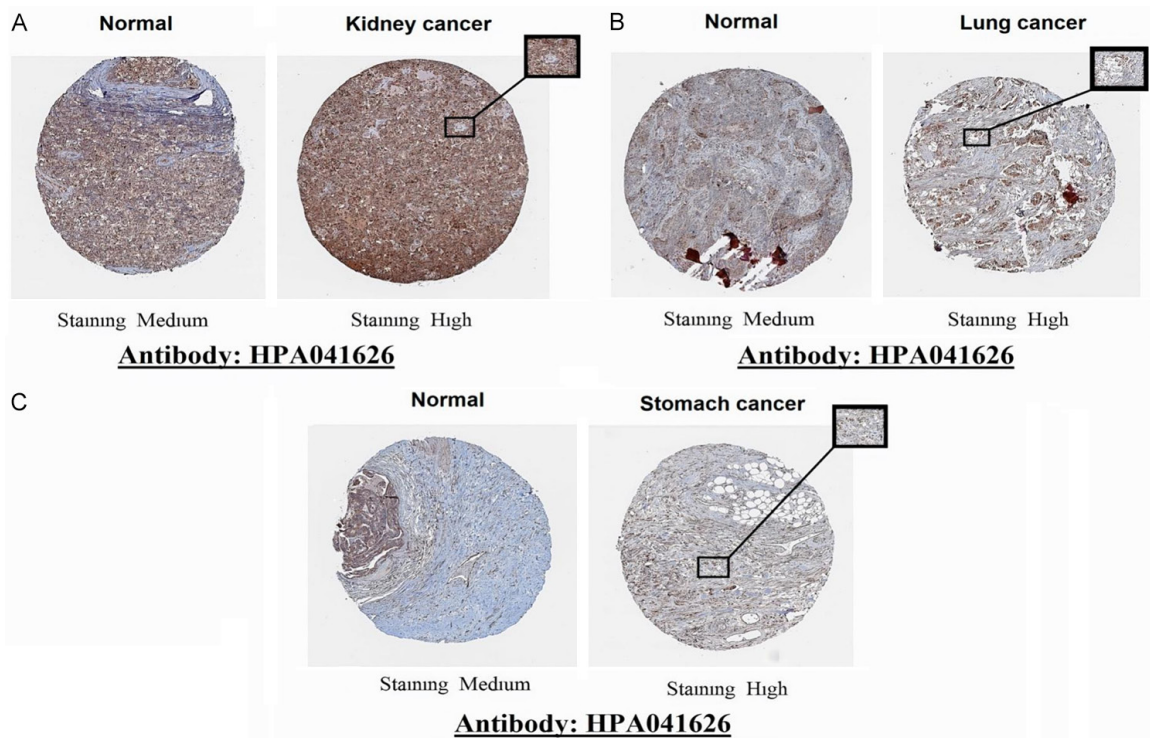 A
Normal
Kidney cancer
Staining Medium
Staining High
Antibody: HPA041626
B
Normal
Lung cancer
Staining Medium
Staining High
Antibody: HPA041626
C
Normal
Stomach cancer
Staining Medium
Staining High
Antibody: HPA041626